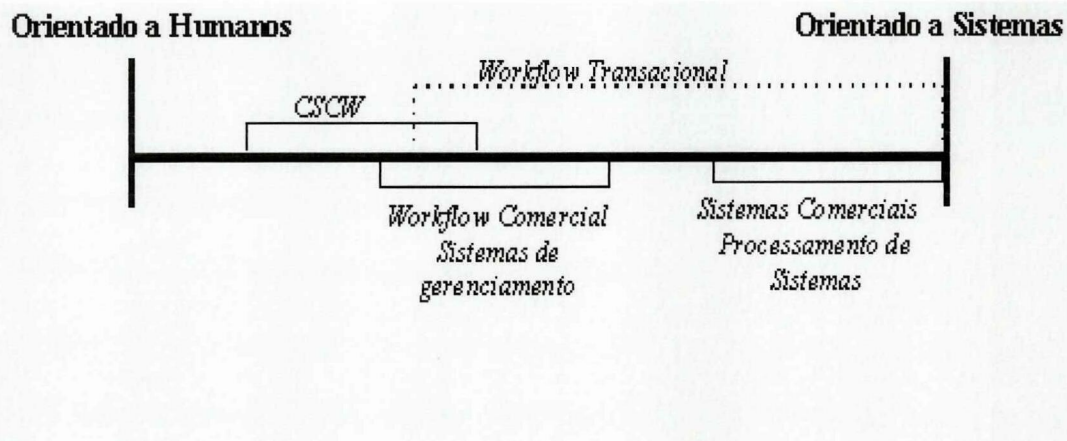 Orientado a Humanos
Orientado a Sistemas
Workflow Transacional
CSCW
Workflow Comercial
Sistemas de
gerenciamento
Sistemas Comerciais
Processamento de
Sistemas